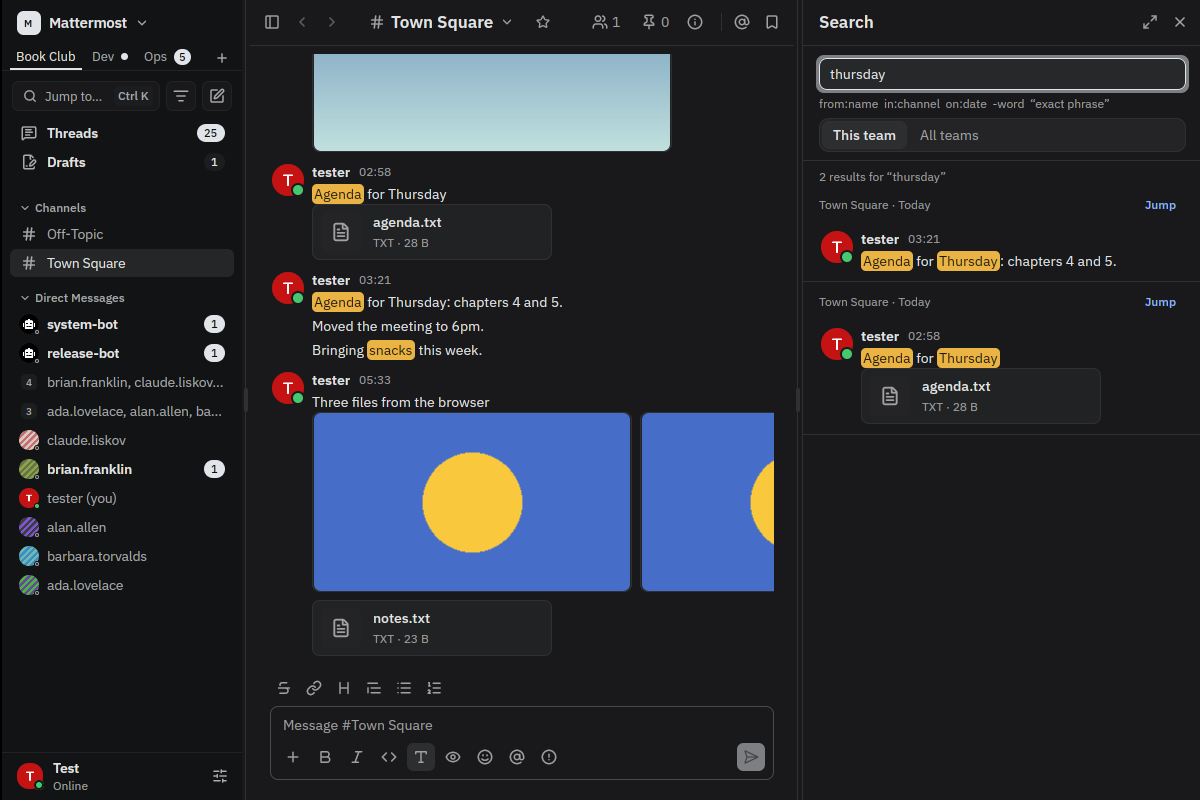 M Mattermost
Book Club Dev Ops 5
Jump to... Ctrl K
Threads 25
Drafts 1
Channels
Off-Topic
Town Square
Direct Messages
system-bot 1
release-bot 1
4 brian.franklin, claude.liskov...
3 ada.lovelace, alan.allen, ba...
claude.liskov
brian.franklin 1
T tester (you)
alan.allen
barbara.torvalds
ada.lovelace
T Test
Online
# Town Square 1 0
T tester 02:58
Agenda for Thursday
agenda.txt
TXT · 28 B
T tester 03:21
Agenda for Thursday: chapters 4 and 5.
Moved the meeting to 6pm.
Bringing snacks this week.
T tester 05:33
Three files from the browser
notes.txt
TXT · 23 B
H
Message #Town Square
B I T
Search
thursday
from:name in:channel on:date -word “exact phrase”
This team All teams
2 results for “thursday”
Town Square · Today Jump
T tester 03:21
Agenda for Thursday: chapters 4 and 5.
Town Square · Today Jump
T tester 02:58
Agenda for Thursday
agenda.txt
TXT · 28 B